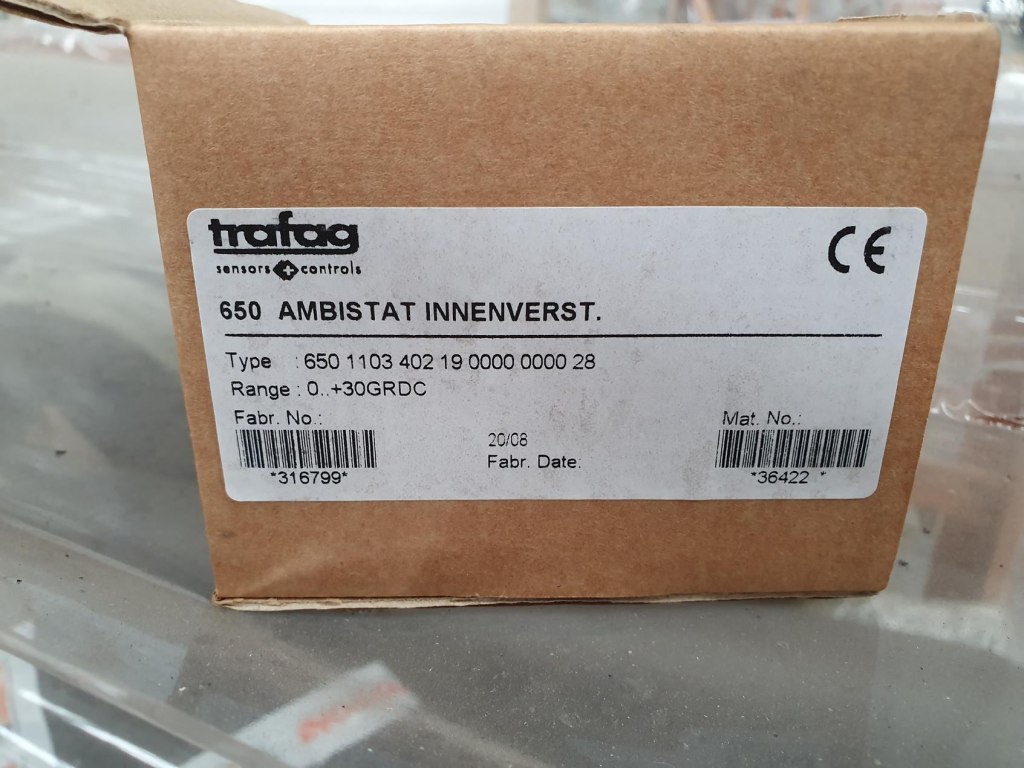 trafag
sensors controls
CE
650 AMBISTAT INNENVERST.
Type : 650 1103 402 19 0000 0000 28
Range : 0..+30GRDC
Fabr. No.:
*316799*
20/08
Fabr. Date:
Mat. No.:
*36422 *